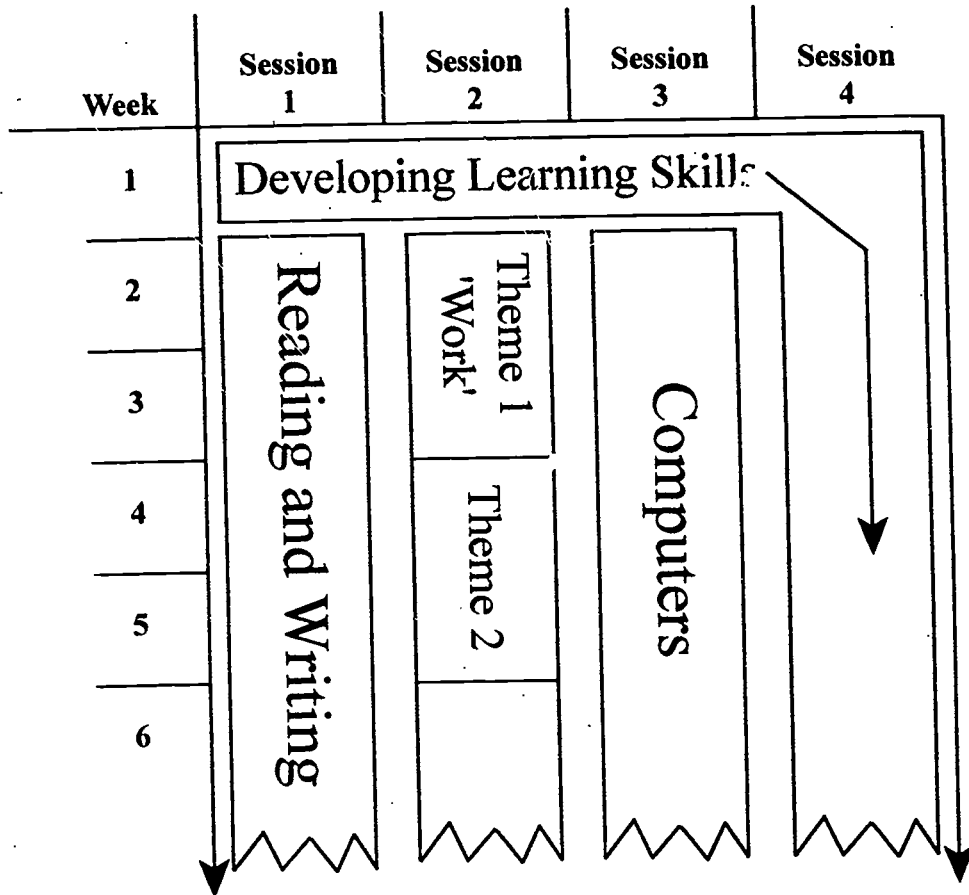 Week
Session
1
Session
2
Session
3
Session
4
1
Developing Learning Skills
2
3
4
5
6
Reading and Writing
Theme 1
'Work'
Theme 2
Computers